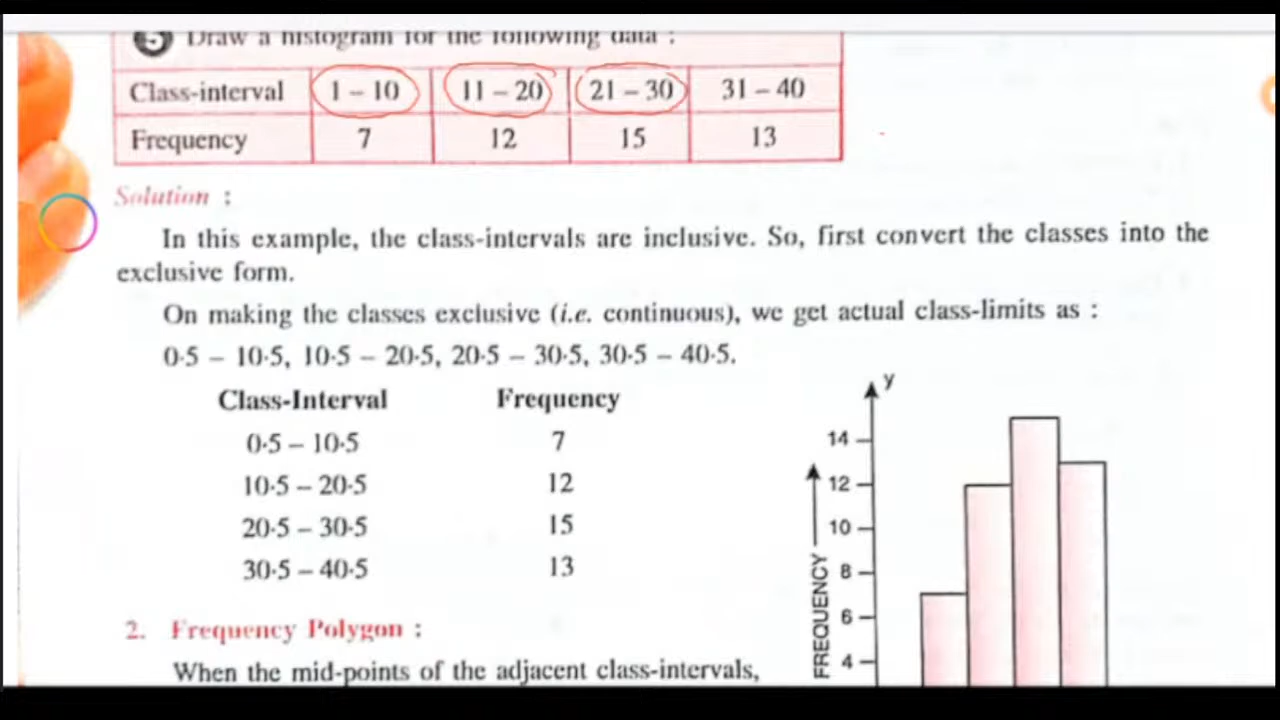 5 Draw a histogram for the following data :
Class-interval 1 – 10 11 – 20 21 – 30 31 – 40
Frequency 7 12 15 13
Solution :
In this example, the class-intervals are inclusive. So, first convert the classes into the
exclusive form.
On making the classes exclusive (i.e. continuous), we get actual class-limits as :
0·5 – 10·5, 10·5 – 20·5, 20·5 – 30·5, 30·5 – 40·5.
Class-Interval Frequency
0·5 – 10·5 7
10·5 – 20·5 12
20·5 – 30·5 15
30·5 – 40·5 13
2. Frequency Polygon :
When the mid-points of the adjacent class-intervals,
y
14
12
10
8
6
4
FREQUENCY